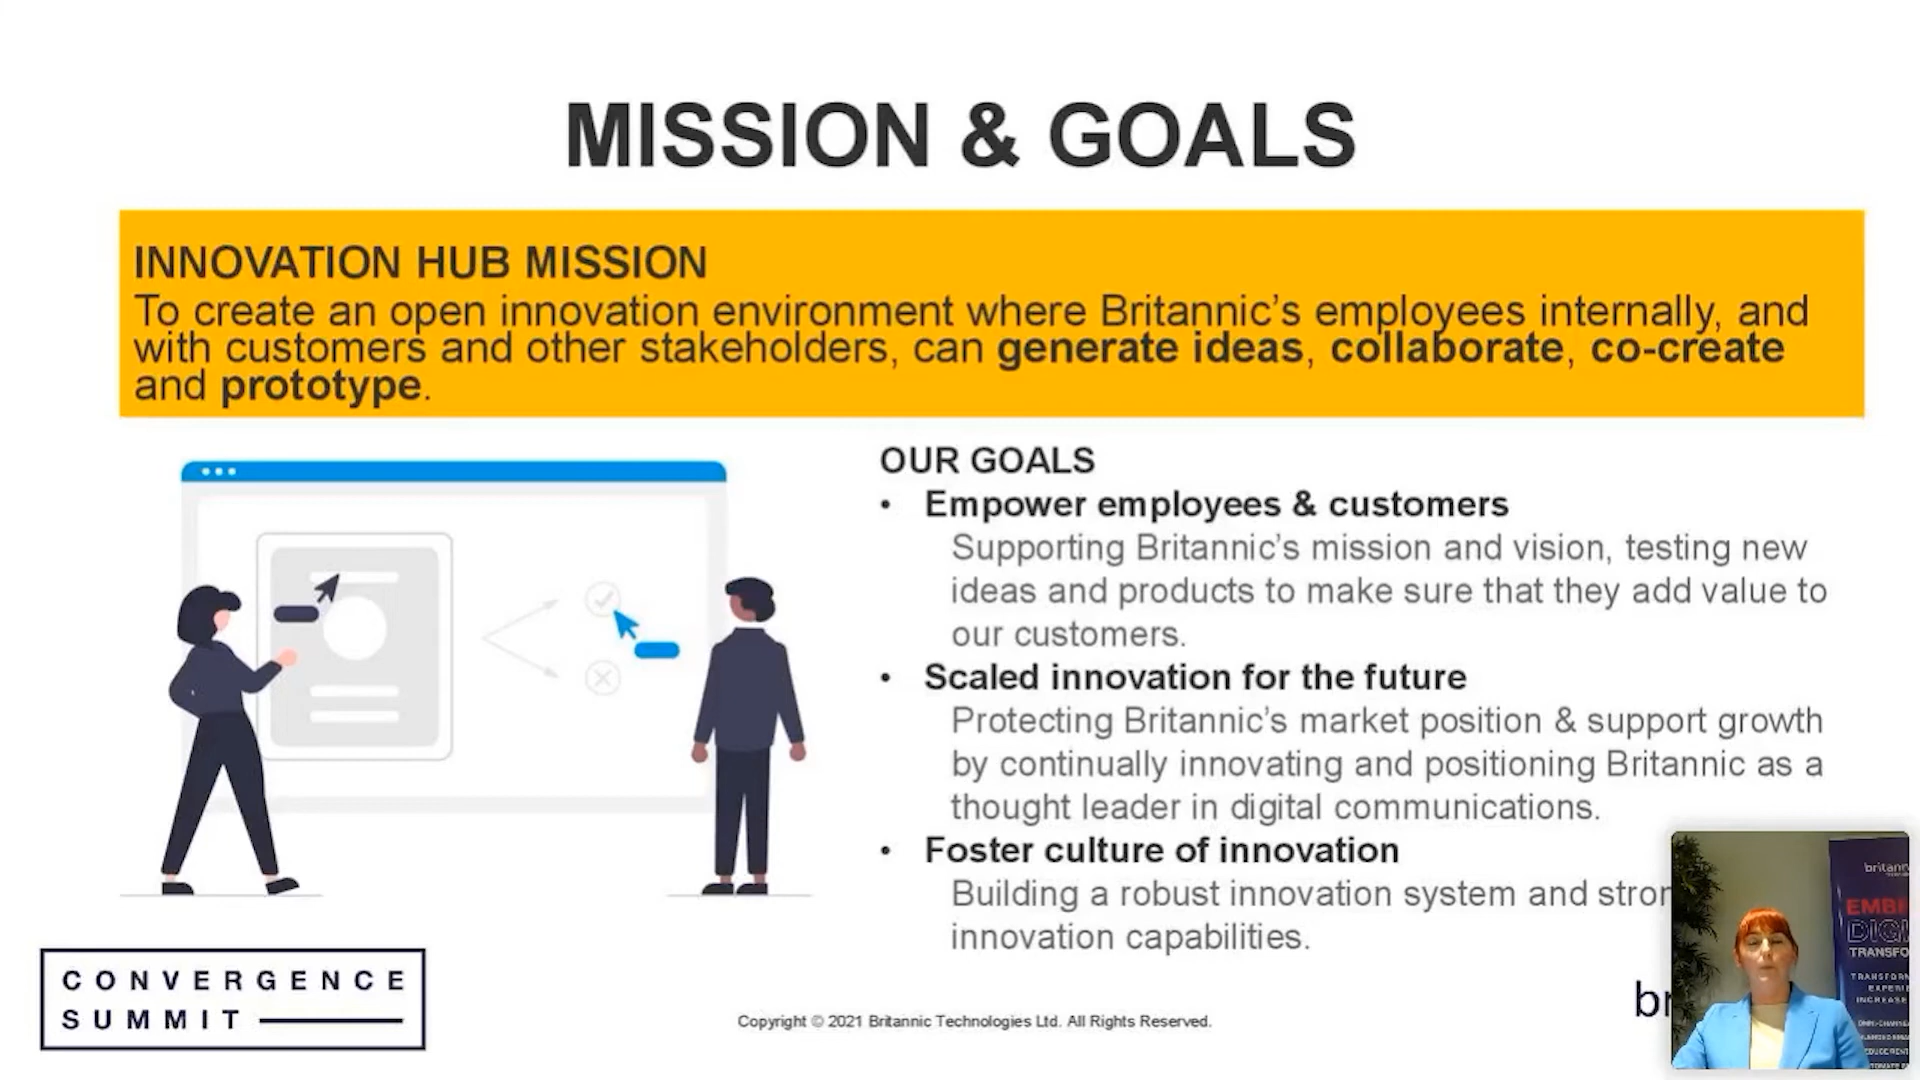 MISSION & GOALS
INNOVATION HUB MISSION
To create an open innovation environment where Britannic’s employees internally, and
with customers and other stakeholders, can generate ideas, collaborate, co-create
and prototype.
OUR GOALS
• Empower employees & customers
Supporting Britannic’s mission and vision, testing new
ideas and products to make sure that they add value to
our customers.
• Scaled innovation for the future
Protecting Britannic’s market position & support growth
by continually innovating and positioning Britannic as a
thought leader in digital communications.
• Foster culture of innovation
Building a robust innovation system and
innovation capabilities.
CONVERGENCE
SUMMIT
Copyright © 2021 Britannic Technologies Ltd. All Rights Reserved.